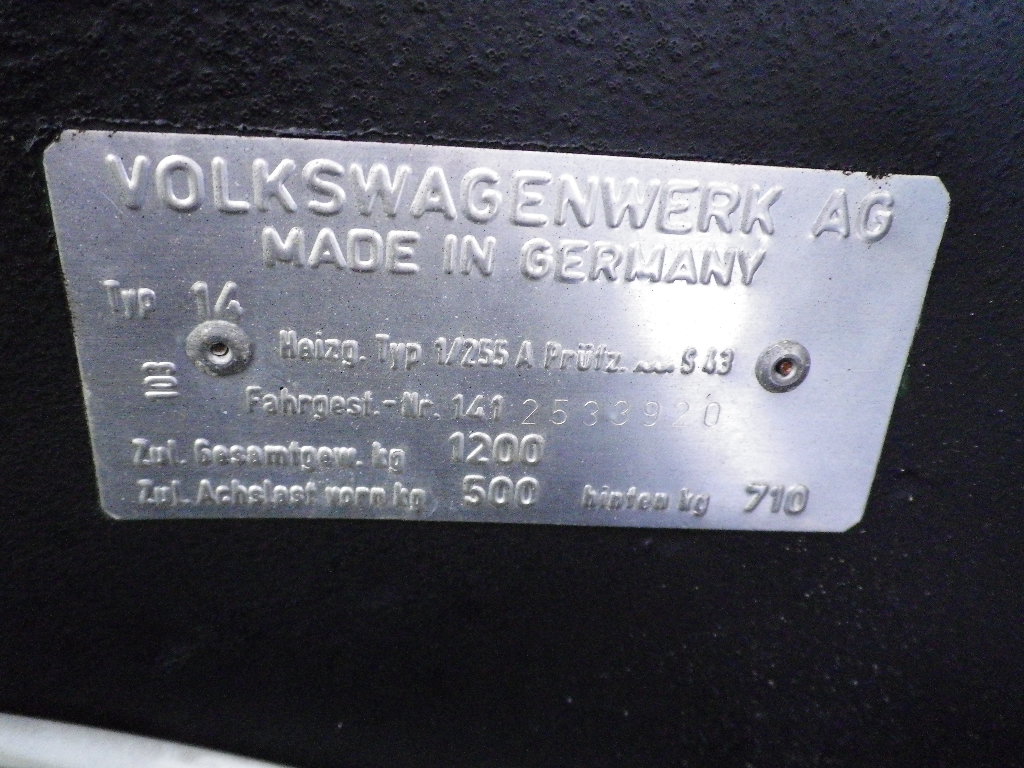 VOLKSWAGENWERK AG
MADE IN GERMANY
Typ 14
Heizg. Typ 1/255 A Prüfz. S 43
103
Fahrgest.-Nr. 141 2533920
Zul. Gesamtgew. kg 1200
Zul. Achslast vorn kg 500 hinten kg 710